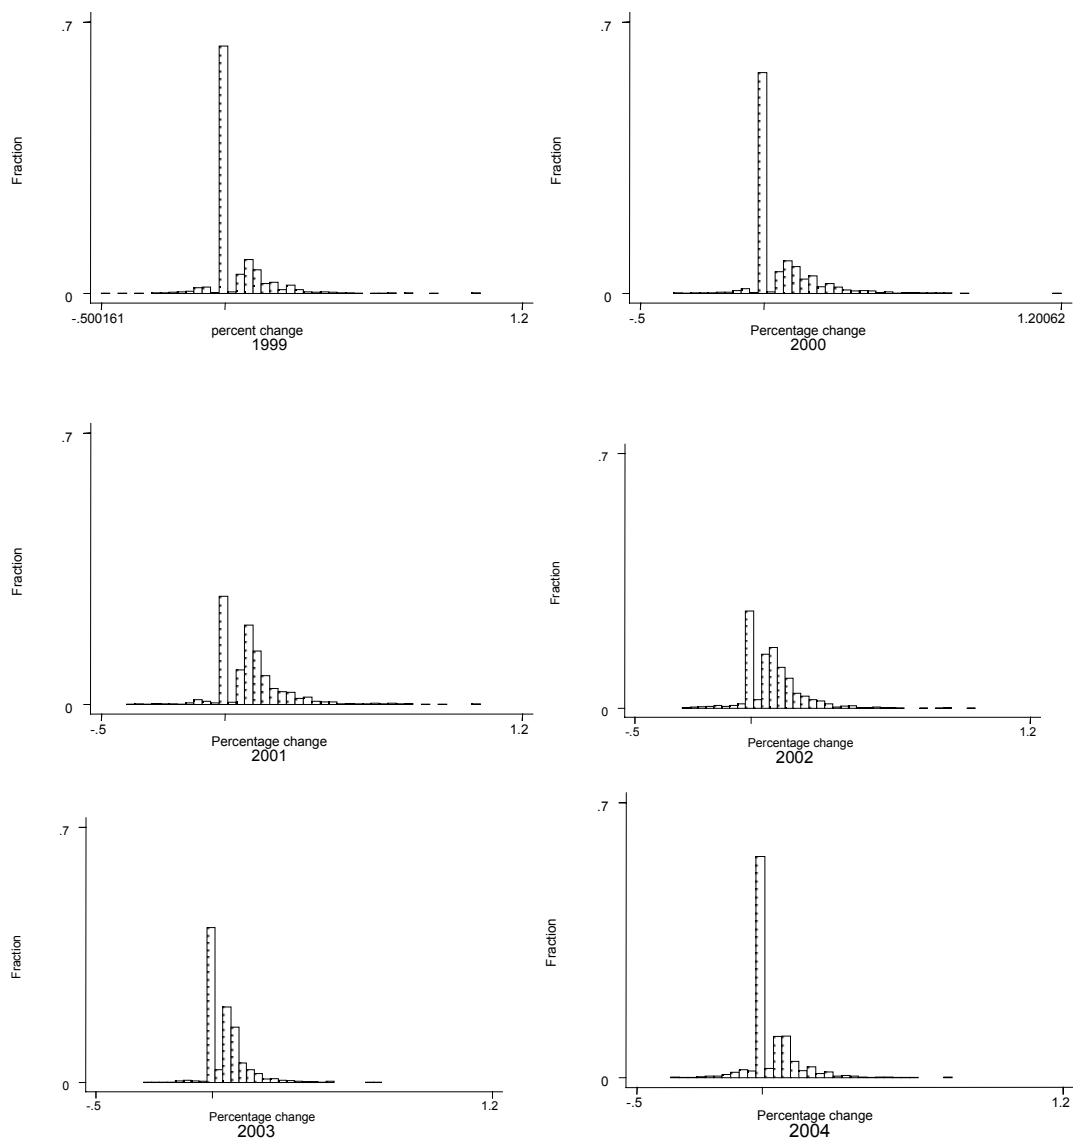 .7
Fraction
0
-.500161
1.2
percent change
1999
.7
Fraction
0
-.5
1.20062
Percentage change
2000
.7
Fraction
0
-.5
1.2
Percentage change
2001
.7
Fraction
0
-.5
1.2
Percentage change
2002
.7
Fraction
0
-.5
1.2
Percentage change
2003
.7
Fraction
0
-.5
1.2
Percentage change
2004